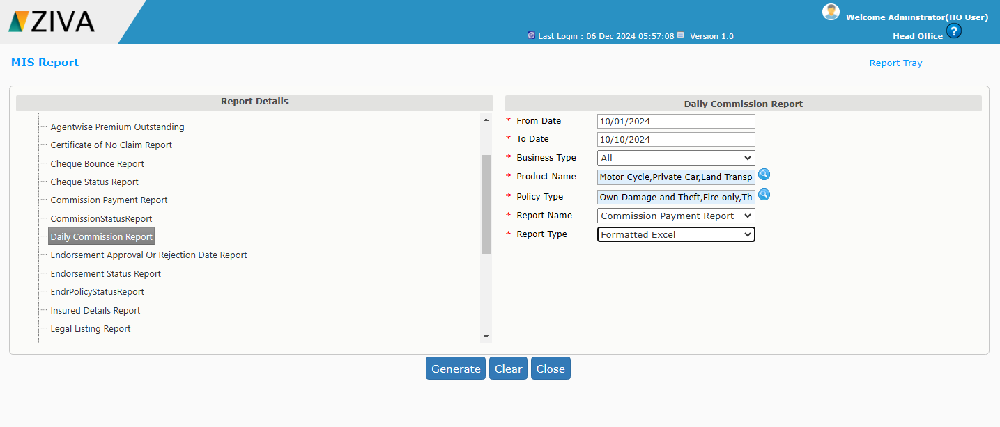 ZIVA
Welcome Adminstrator(HO User)
Last Login : 06 Dec 2024 05:57:08 Version 1.0
Head Office ?
MIS Report
Report Tray
Report Details
Agentwise Premium Outstanding
Certificate of No Claim Report
Cheque Bounce Report
Cheque Status Report
Commission Payment Report
CommissionStatusReport
Daily Commission Report
Endorsement Approval Or Rejection Date Report
Endorsement Status Report
EndrPolicyStatusReport
Insured Details Report
Legal Listing Report
Daily Commission Report
* From Date 10/01/2024
* To Date 10/10/2024
* Business Type All
* Product Name Motor Cycle,Private Car,Land Transp
* Policy Type Own Damage and Theft,Fire only,Th
* Report Name Commission Payment Report
* Report Type Formatted Excel
Generate Clear Close